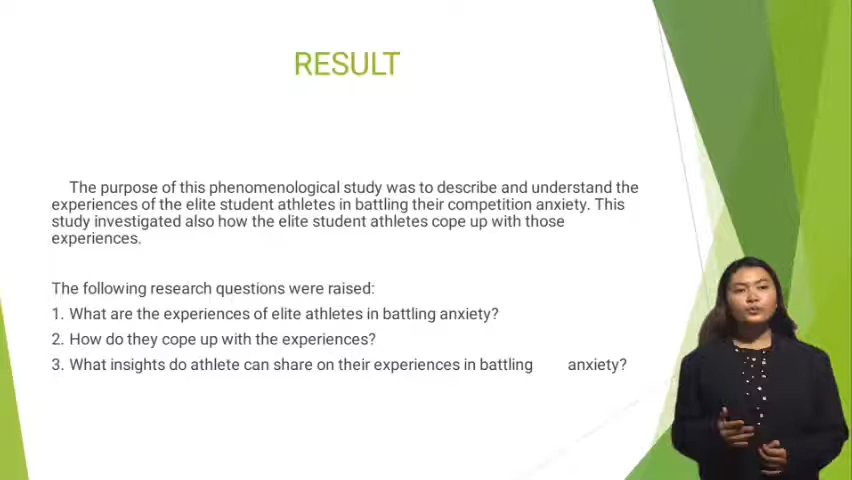 RESULT
The purpose of this phenomenological study was to describe and understand the
experiences of the elite student athletes in battling their competition anxiety. This
study investigated also how the elite student athletes cope up with those
experiences.
The following research questions were raised:
1. What are the experiences of elite athletes in battling anxiety?
2. How do they cope up with the experiences?
3. What insights do athlete can share on their experiences in battling anxiety?